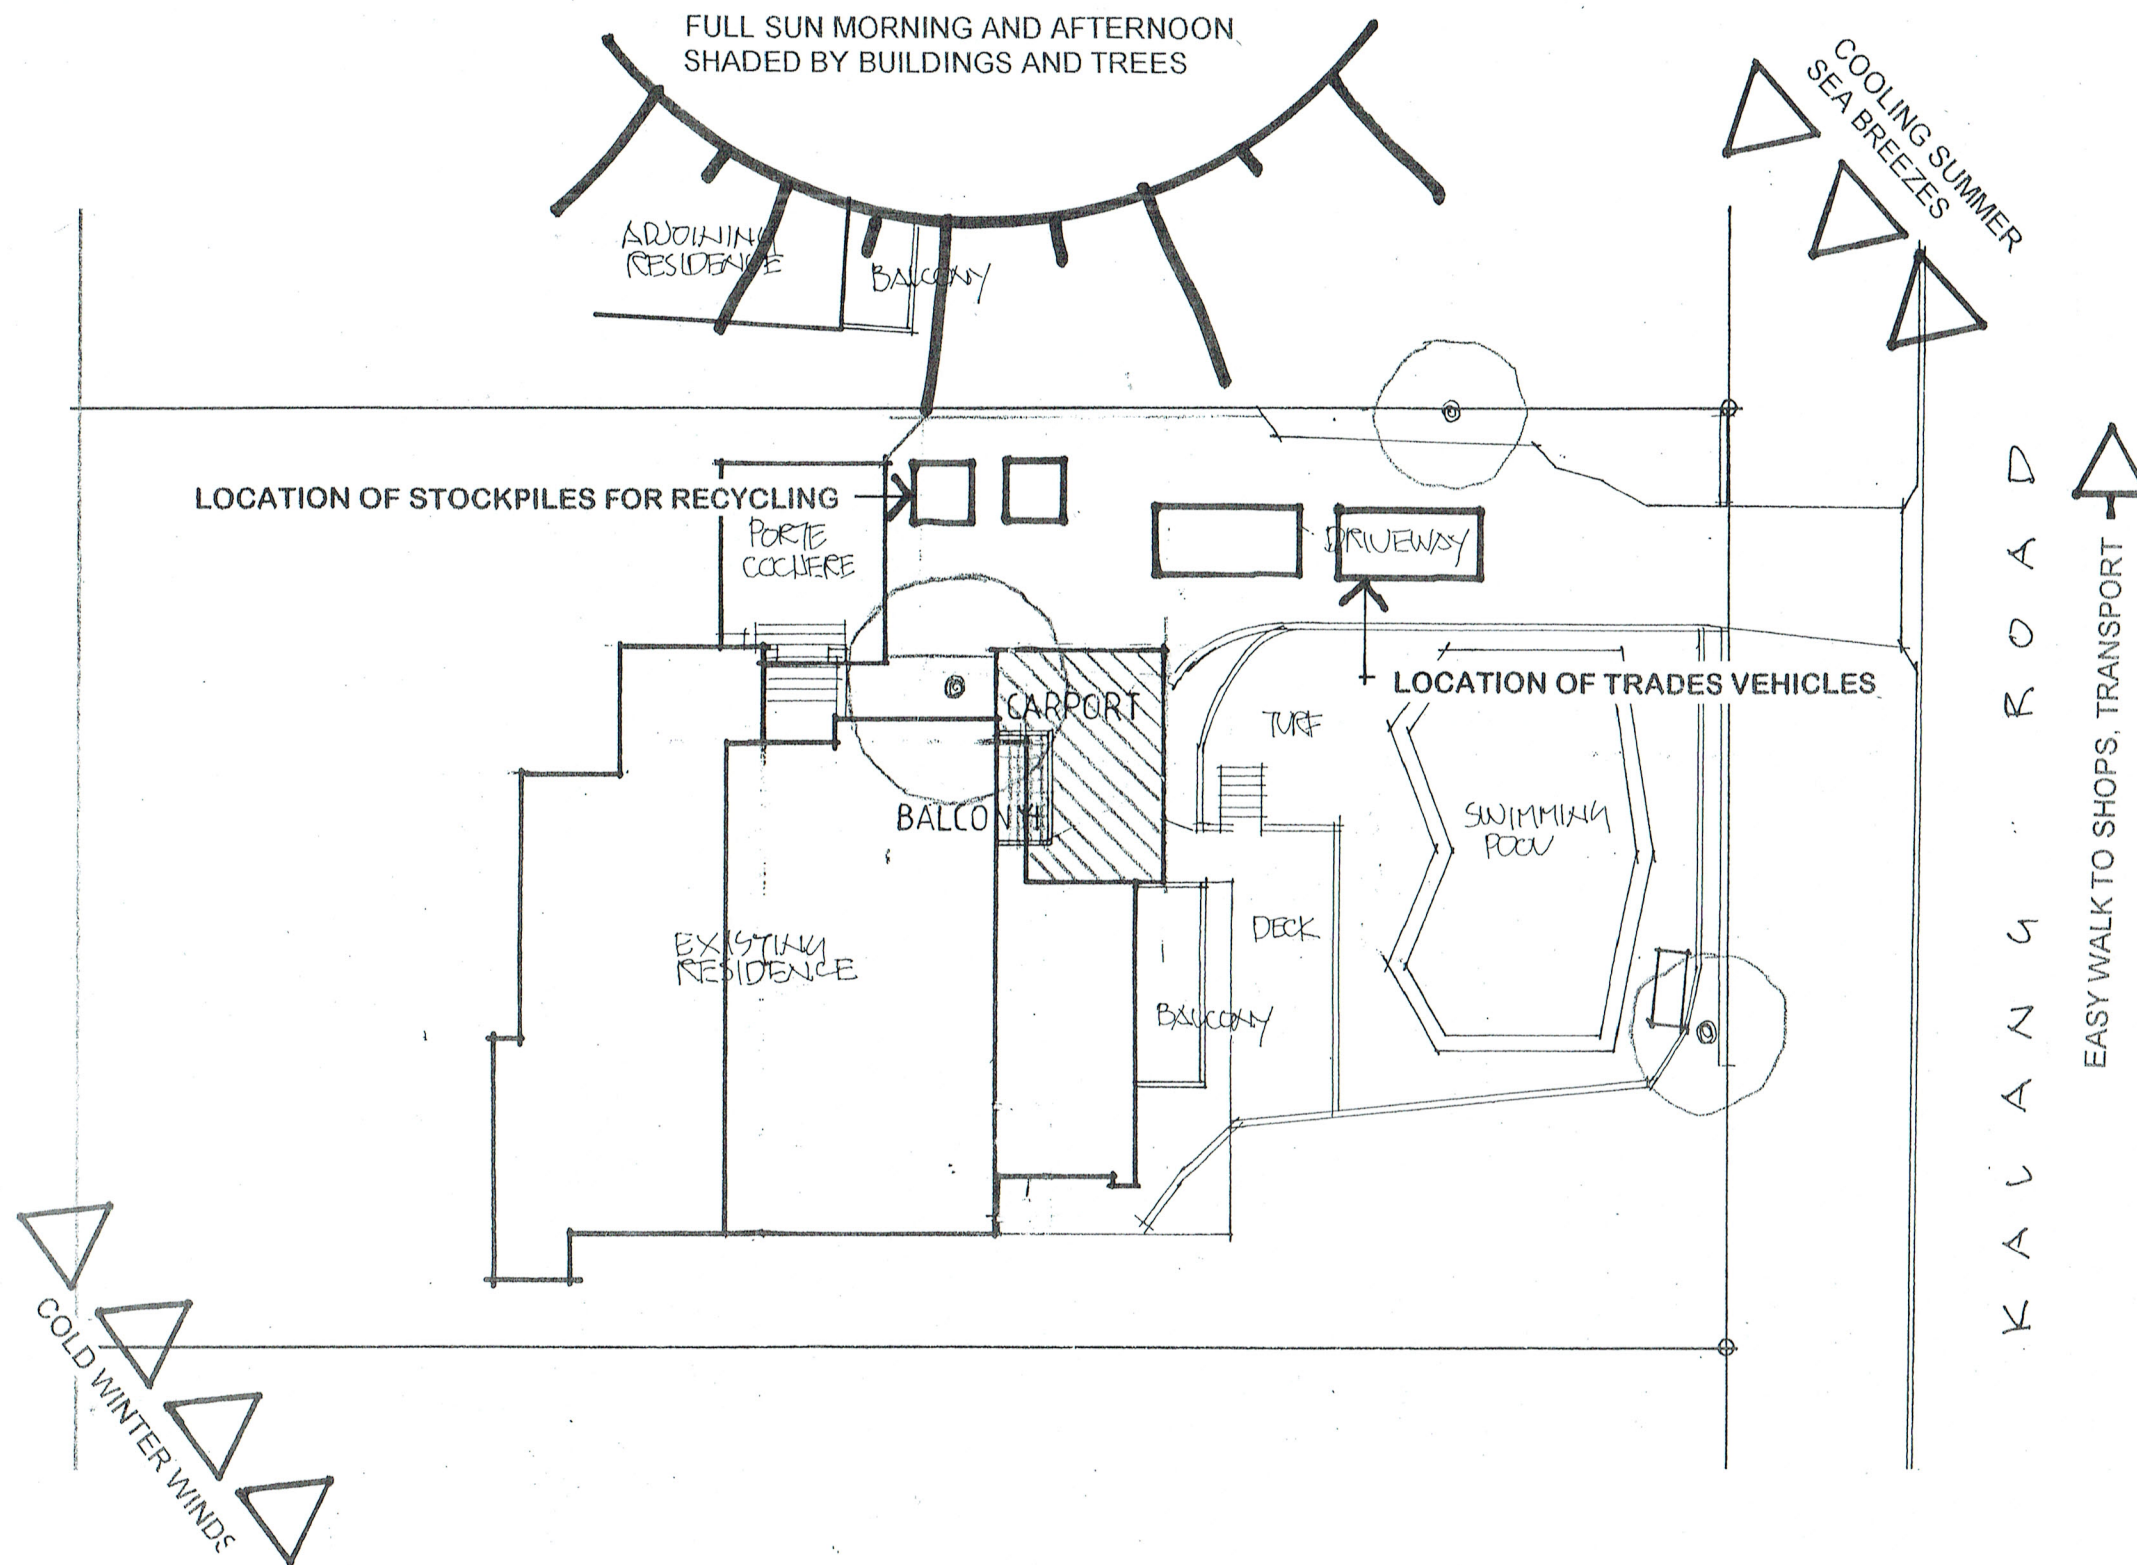 FULL SUN MORNING AND AFTERNOON
SHADED BY BUILDINGS AND TREES
COOLING SUMMER
SEA BREEZES
ADJOINING
RESIDENCE
BALCONY
LOCATION OF STOCKPILES FOR RECYCLING
PORTE
COCHERE
DRIVEWAY
LOCATION OF TRADES VEHICLES
CARPORT
TURF
BALCONY
SWIMMING
POOL
EXISTING
RESIDENCE
DECK
BALCONY
KALANG ROAD
EASY WALK TO SHOPS, TRANSPORT
COLD WINTER WINDS